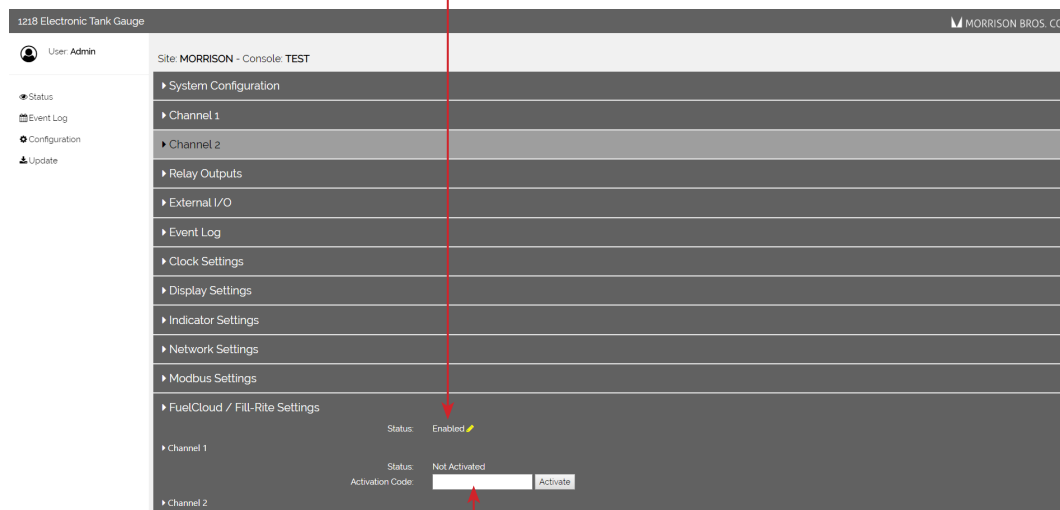 1218 Electronic Tank Gauge
MORRISON BROS. CO
User: Admin
Site: MORRISON - Console: TEST
Status
Event Log
Configuration
Update
System Configuration
Channel 1
Channel 2
Relay Outputs
External I/O
Event Log
Clock Settings
Display Settings
Indicator Settings
Network Settings
Modbus Settings
FuelCloud / Fill-Rite Settings
Status: Enabled
Channel 1
Status: Not Activated
Activation Code: Activate
Channel 2